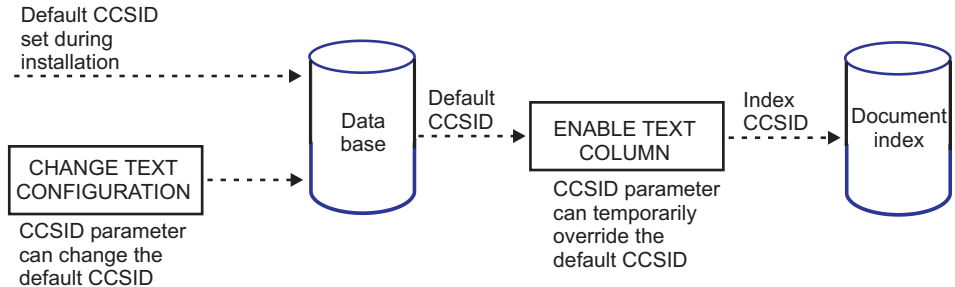 Default CCSID
set during
installation
Data
base
CHANGE TEXT
CONFIGURATION
CCSID parameter
can change the
default CCSID
Default
CCSID
ENABLE TEXT
COLUMN
CCSID parameter
can temporarily
override the
default CCSID
Index
CCSID
Document
index